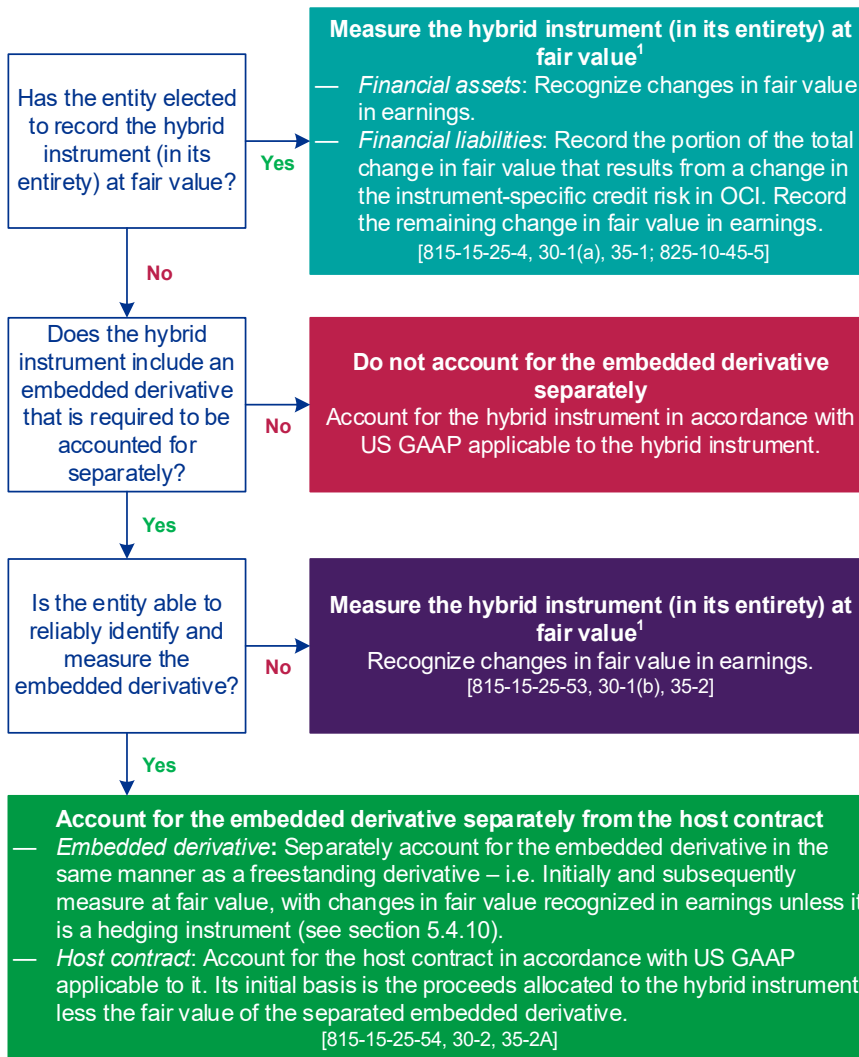 Has the entity elected
to record the hybrid
instrument (in its
entirety) at fair value?
Yes
Measure the hybrid instrument (in its entirety) at
fair value¹
— Financial assets: Recognize changes in fair value
in earnings.
— Financial liabilities: Record the portion of the total
change in fair value that results from a change in
the instrument-specific credit risk in OCI. Record
the remaining change in fair value in earnings.
[815-15-25-4, 30-1(a), 35-1; 825-10-45-5]
No
Does the hybrid
instrument include an
embedded derivative
that is required to be
accounted for
separately?
No
Do not account for the embedded derivative
separately
Account for the hybrid instrument in accordance with
US GAAP applicable to the hybrid instrument.
Yes
Is the entity able to
reliably identify and
measure the
embedded derivative?
No
Measure the hybrid instrument (in its entirety) at
fair value¹
Recognize changes in fair value in earnings.
[815-15-25-53, 30-1(b), 35-2]
Yes
Account for the embedded derivative separately from the host contract
— Embedded derivative: Separately account for the embedded derivative in the
same manner as a freestanding derivative – i.e. Initially and subsequently
measure at fair value, with changes in fair value recognized in earnings unless it
is a hedging instrument (see section 5.4.10).
— Host contract: Account for the host contract in accordance with US GAAP
applicable to it. Its initial basis is the proceeds allocated to the hybrid instrument
less the fair value of the separated embedded derivative.
[815-15-25-54, 30-2, 35-2A]